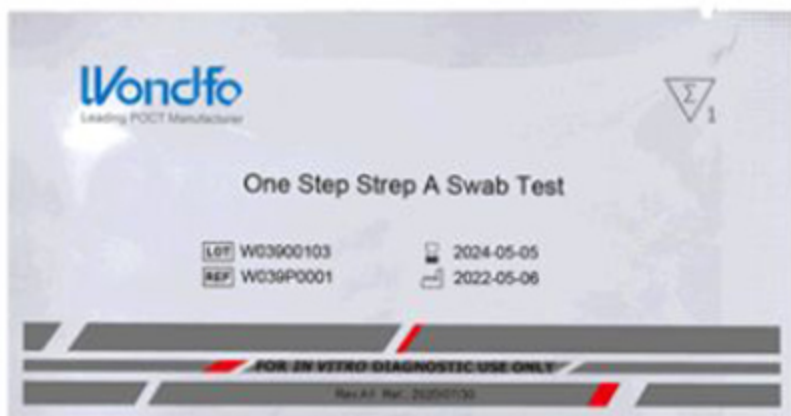 Wondfo
Leading POCT Manufacturer
Σ
1
One Step Strep A Swab Test
LOT W03900103 2024-05-05
REF W039P0001 2022-05-06
FOR IN VITRO DIAGNOSTIC USE ONLY